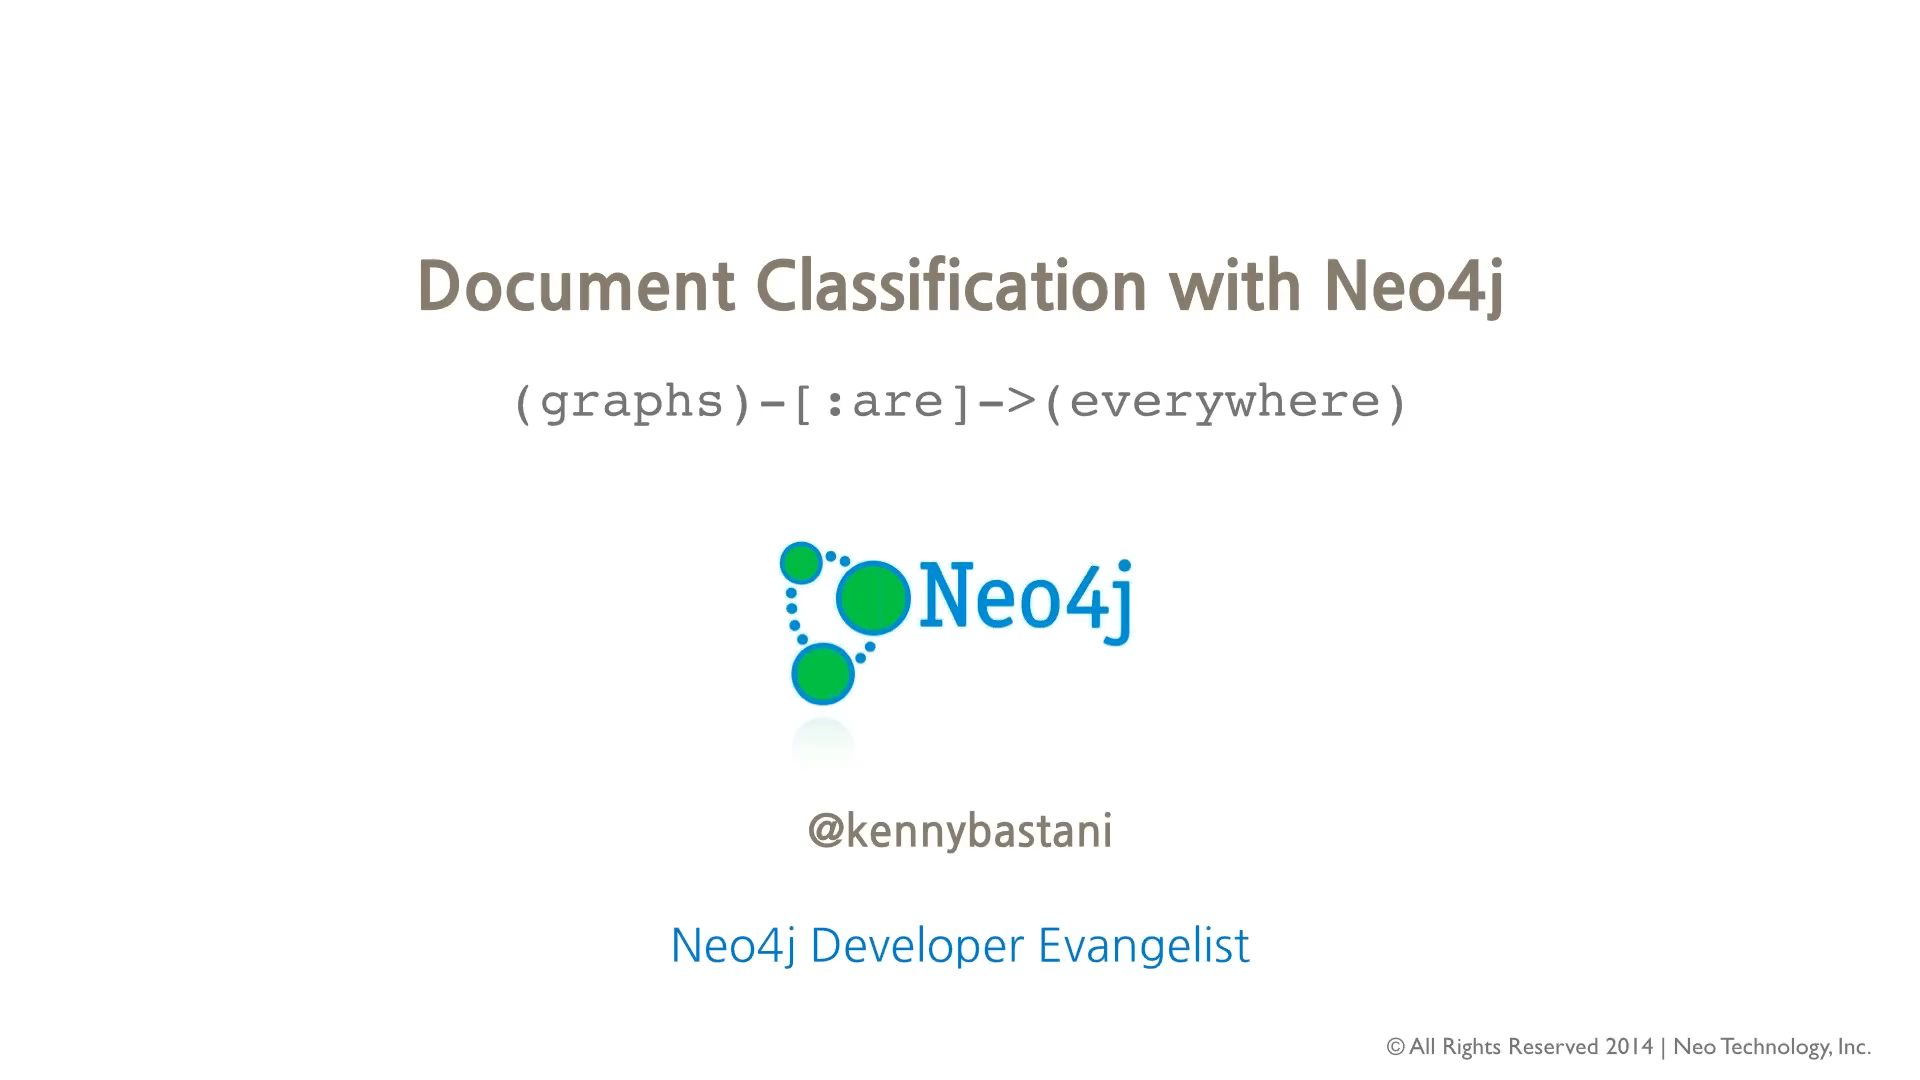 Document Classification with Neo4j
(graphs)-[:are]->(everywhere)
Neo4j
@kennybastani
Neo4j Developer Evangelist
© All Rights Reserved 2014 | Neo Technology, Inc.